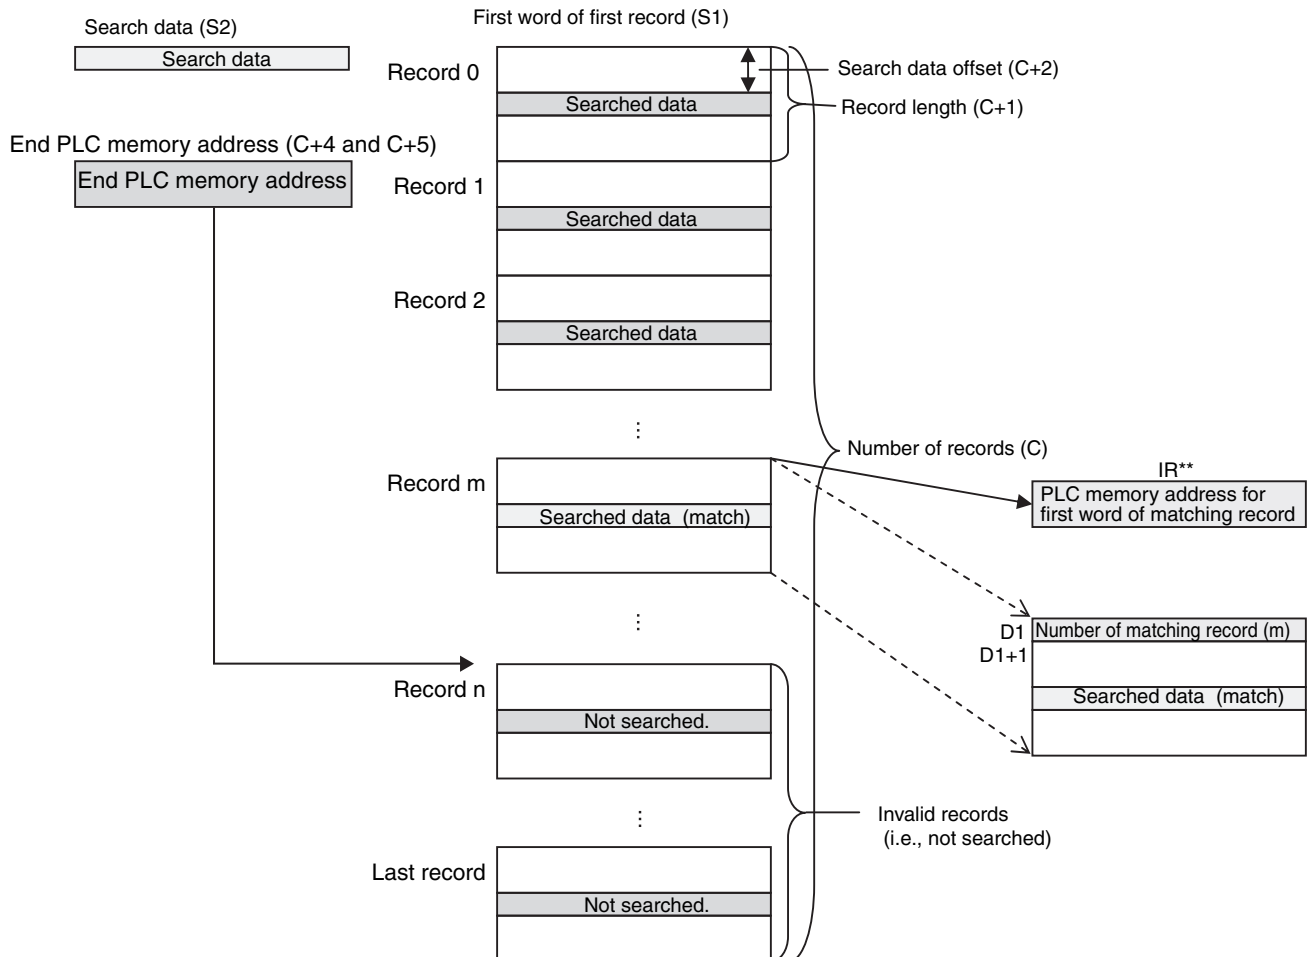 First word of first record (S1)
Search data (S2)
Search data
Record 0
Search data offset (C+2)
Searched data
Record length (C+1)
End PLC memory address (C+4 and C+5)
End PLC memory address
Record 1
Searched data
Record 2
Searched data
⋮
Number of records (C)
Record m
IR**
PLC memory address for
first word of matching record
Searched data (match)
⋮
D1
Number of matching record (m)
D1+1
Searched data (match)
Record n
Not searched.
⋮
Invalid records
(i.e., not searched)
Last record
Not searched.